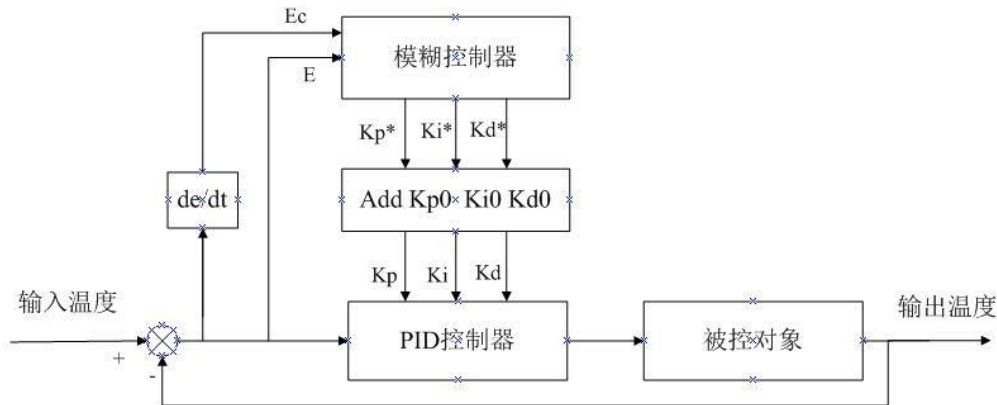 Ec
模糊控制器
E
Kp* Ki* Kd*
de/dt
Add Kp0 Ki0 Kd0
Kp Ki Kd
输入温度
输出温度
+
PID控制器
被控对象
-